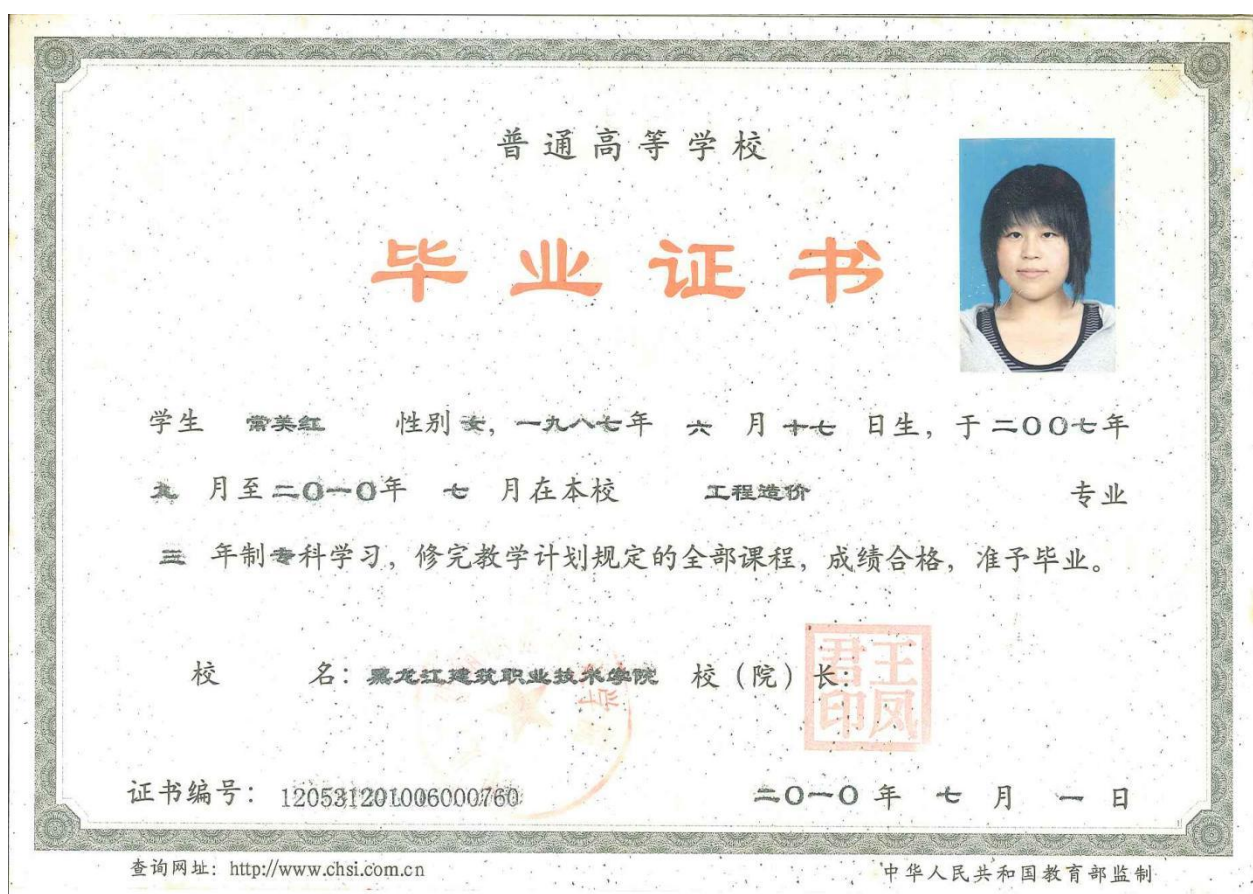 普通高等学校
毕业证书
学生 常美红 性别 女, 一九八七年 六 月 十七 日生, 于 二〇〇七年
九 月至 二〇一〇年 七 月在本校 工程造价 专业
三 年制 专科学习, 修完教学计划规定的全部课程, 成绩合格, 准予毕业。
校 名: 黑龙江建筑职业技术学院 校(院)长:
王凤君印
证书编号: 120531201006000760 二〇一〇年 七 月 一 日
查询网址: http://www.chsi.com.cn 中华人民共和国教育部监制